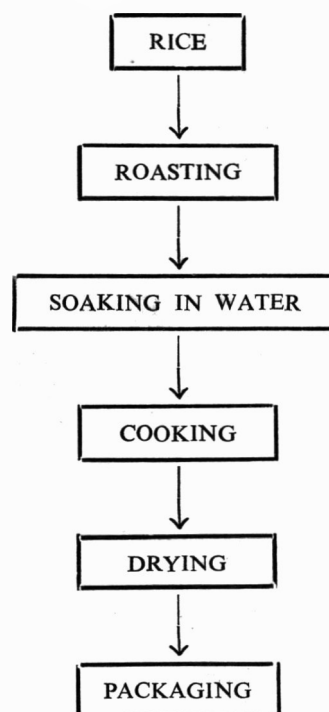 RICE
ROASTING
SOAKING IN WATER
COOKING
DRYING
PACKAGING